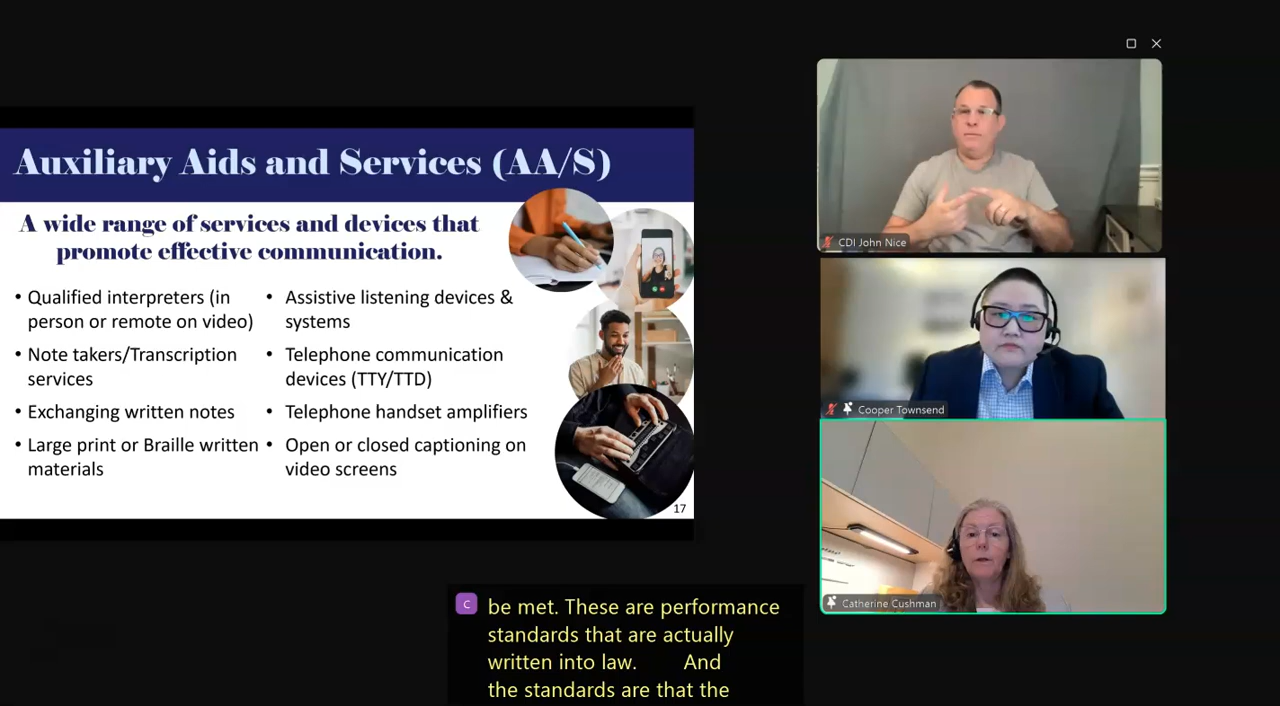 Auxiliary Aids and Services (AA/S)
A wide range of services and devices that
promote effective communication.
• Qualified interpreters (in
person or remote on video)
• Note takers/Transcription
services
• Exchanging written notes
• Large print or Braille written
materials
• Assistive listening devices &
systems
• Telephone communication
devices (TTY/TTD)
• Telephone handset amplifiers
• Open or closed captioning on
video screens
17
CDI John Nice
Cooper Townsend
Catherine Cushman
C
be met. These are performance
standards that are actually
written into law. And
the standards are that the